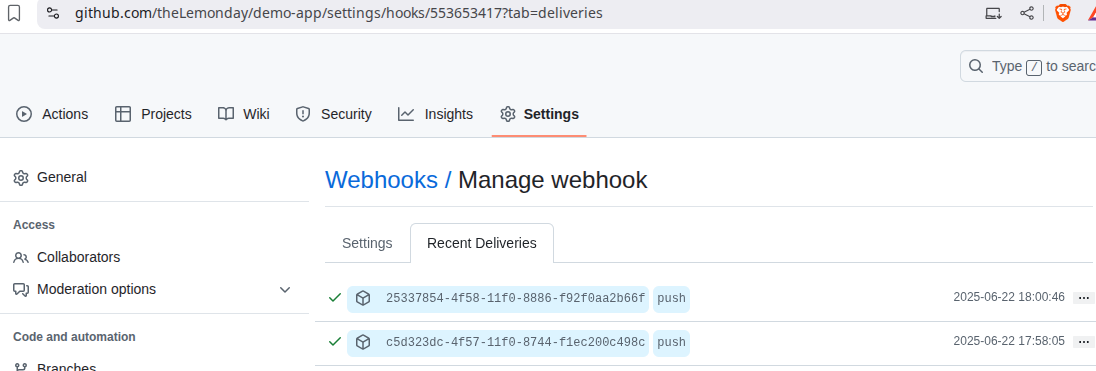 github.com/theLemonday/demo-app/settings/hooks/553653417?tab=deliveries
Type / to searc
Actions Projects Wiki Security Insights Settings
General
Webhooks / Manage webhook
Access
Settings Recent Deliveries
Collaborators
Moderation options
25337854-4f58-11f0-8886-f92f0aa2b66f push 2025-06-22 18:00:46
Code and automation
c5d323dc-4f57-11f0-8744-f1ec200c498c push 2025-06-22 17:58:05
Branches